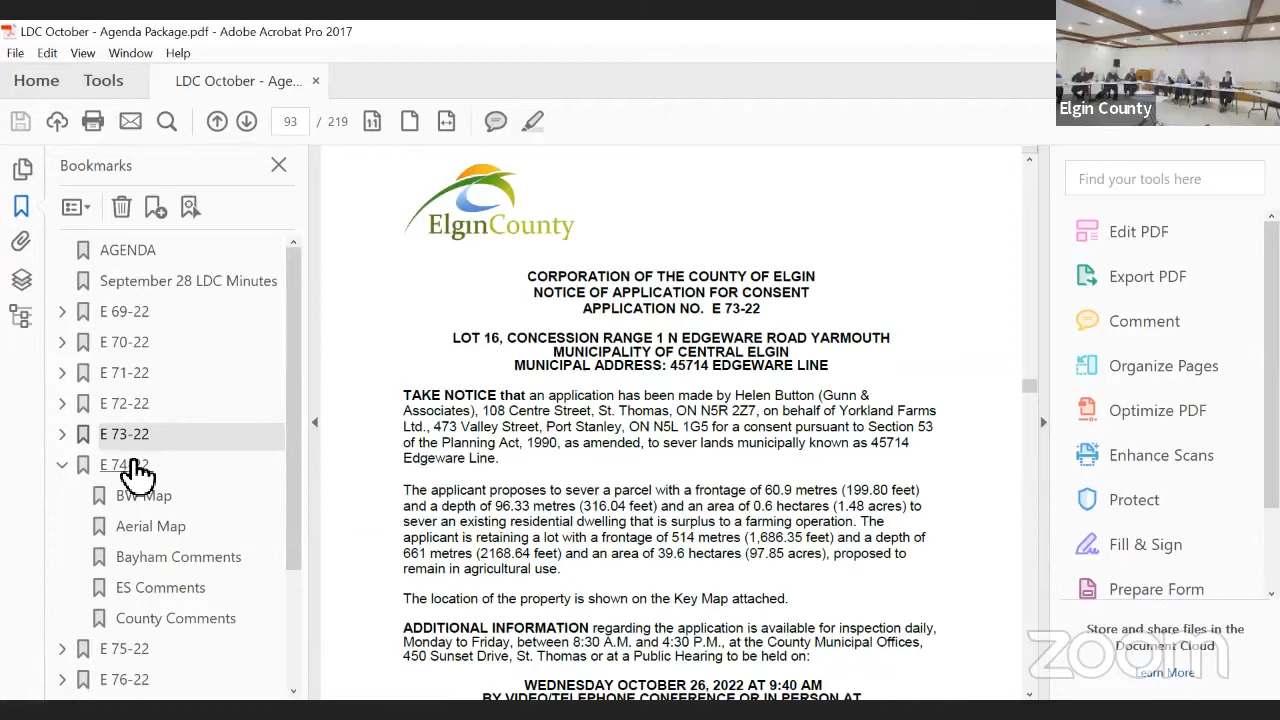 LDC October - Agenda Package.pdf - Adobe Acrobat Pro 2017
File Edit View Window Help
Home Tools LDC October - Age... ×
93 / 219
Elgin County
Bookmarks
AGENDA
September 28 LDC Minutes
E 69-22
E 70-22
E 71-22
E 72-22
E 73-22
E 74-22
BW Map
Aerial Map
Bayham Comments
ES Comments
County Comments
E 75-22
E 76-22
ElginCounty
CORPORATION OF THE COUNTY OF ELGIN
NOTICE OF APPLICATION FOR CONSENT
APPLICATION NO. E 73-22
LOT 16, CONCESSION RANGE 1 N EDGEWARE ROAD YARMOUTH
MUNICIPALITY OF CENTRAL ELGIN
MUNICIPAL ADDRESS: 45714 EDGEWARE LINE
TAKE NOTICE that an application has been made by Helen Button (Gunn &
Associates), 108 Centre Street, St. Thomas, ON N5R 2Z7, on behalf of Yorkland Farms
Ltd., 473 Valley Street, Port Stanley, ON N5L 1G5 for a consent pursuant to Section 53
of the Planning Act, 1990, as amended, to sever lands municipally known as 45714
Edgeware Line.
The applicant proposes to sever a parcel with a frontage of 60.9 metres (199.80 feet)
and a depth of 96.33 metres (316.04 feet) and an area of 0.6 hectares (1.48 acres) to
sever an existing residential dwelling that is surplus to a farming operation. The
applicant is retaining a lot with a frontage of 514 metres (1,686.35 feet) and a depth of
661 metres (2168.64 feet) and an area of 39.6 hectares (97.85 acres), proposed to
remain in agricultural use.
The location of the property is shown on the Key Map attached.
ADDITIONAL INFORMATION regarding the application is available for inspection daily,
Monday to Friday, between 8:30 A.M. and 4:30 P.M., at the County Municipal Offices,
450 Sunset Drive, St. Thomas or at a Public Hearing to be held on:
WEDNESDAY OCTOBER 26, 2022 AT 9:40 AM
BY VIDEO/TELEPHONE CONFERENCE OR IN PERSON AT
Find your tools here
Edit PDF
Export PDF
Comment
Organize Pages
Optimize PDF
Enhance Scans
Protect
Fill & Sign
Prepare Form
Store and share files in the
Document Cloud
Learn More
zoom